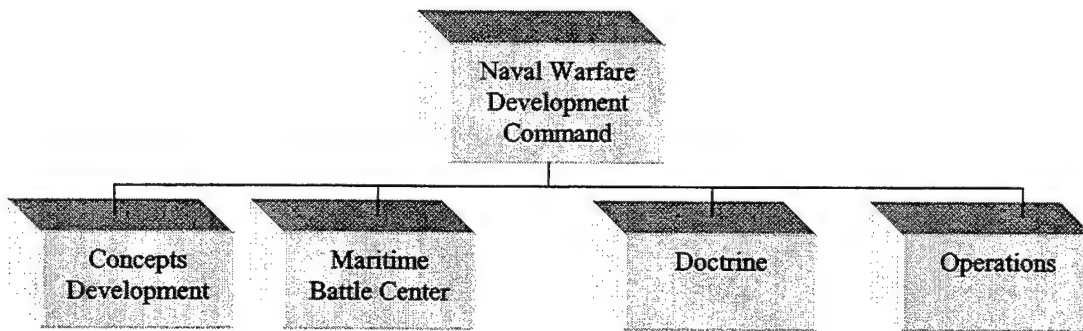 Naval Warfare
Development
Command
Concepts
Development
Maritime
Battle Center
Doctrine
Operations